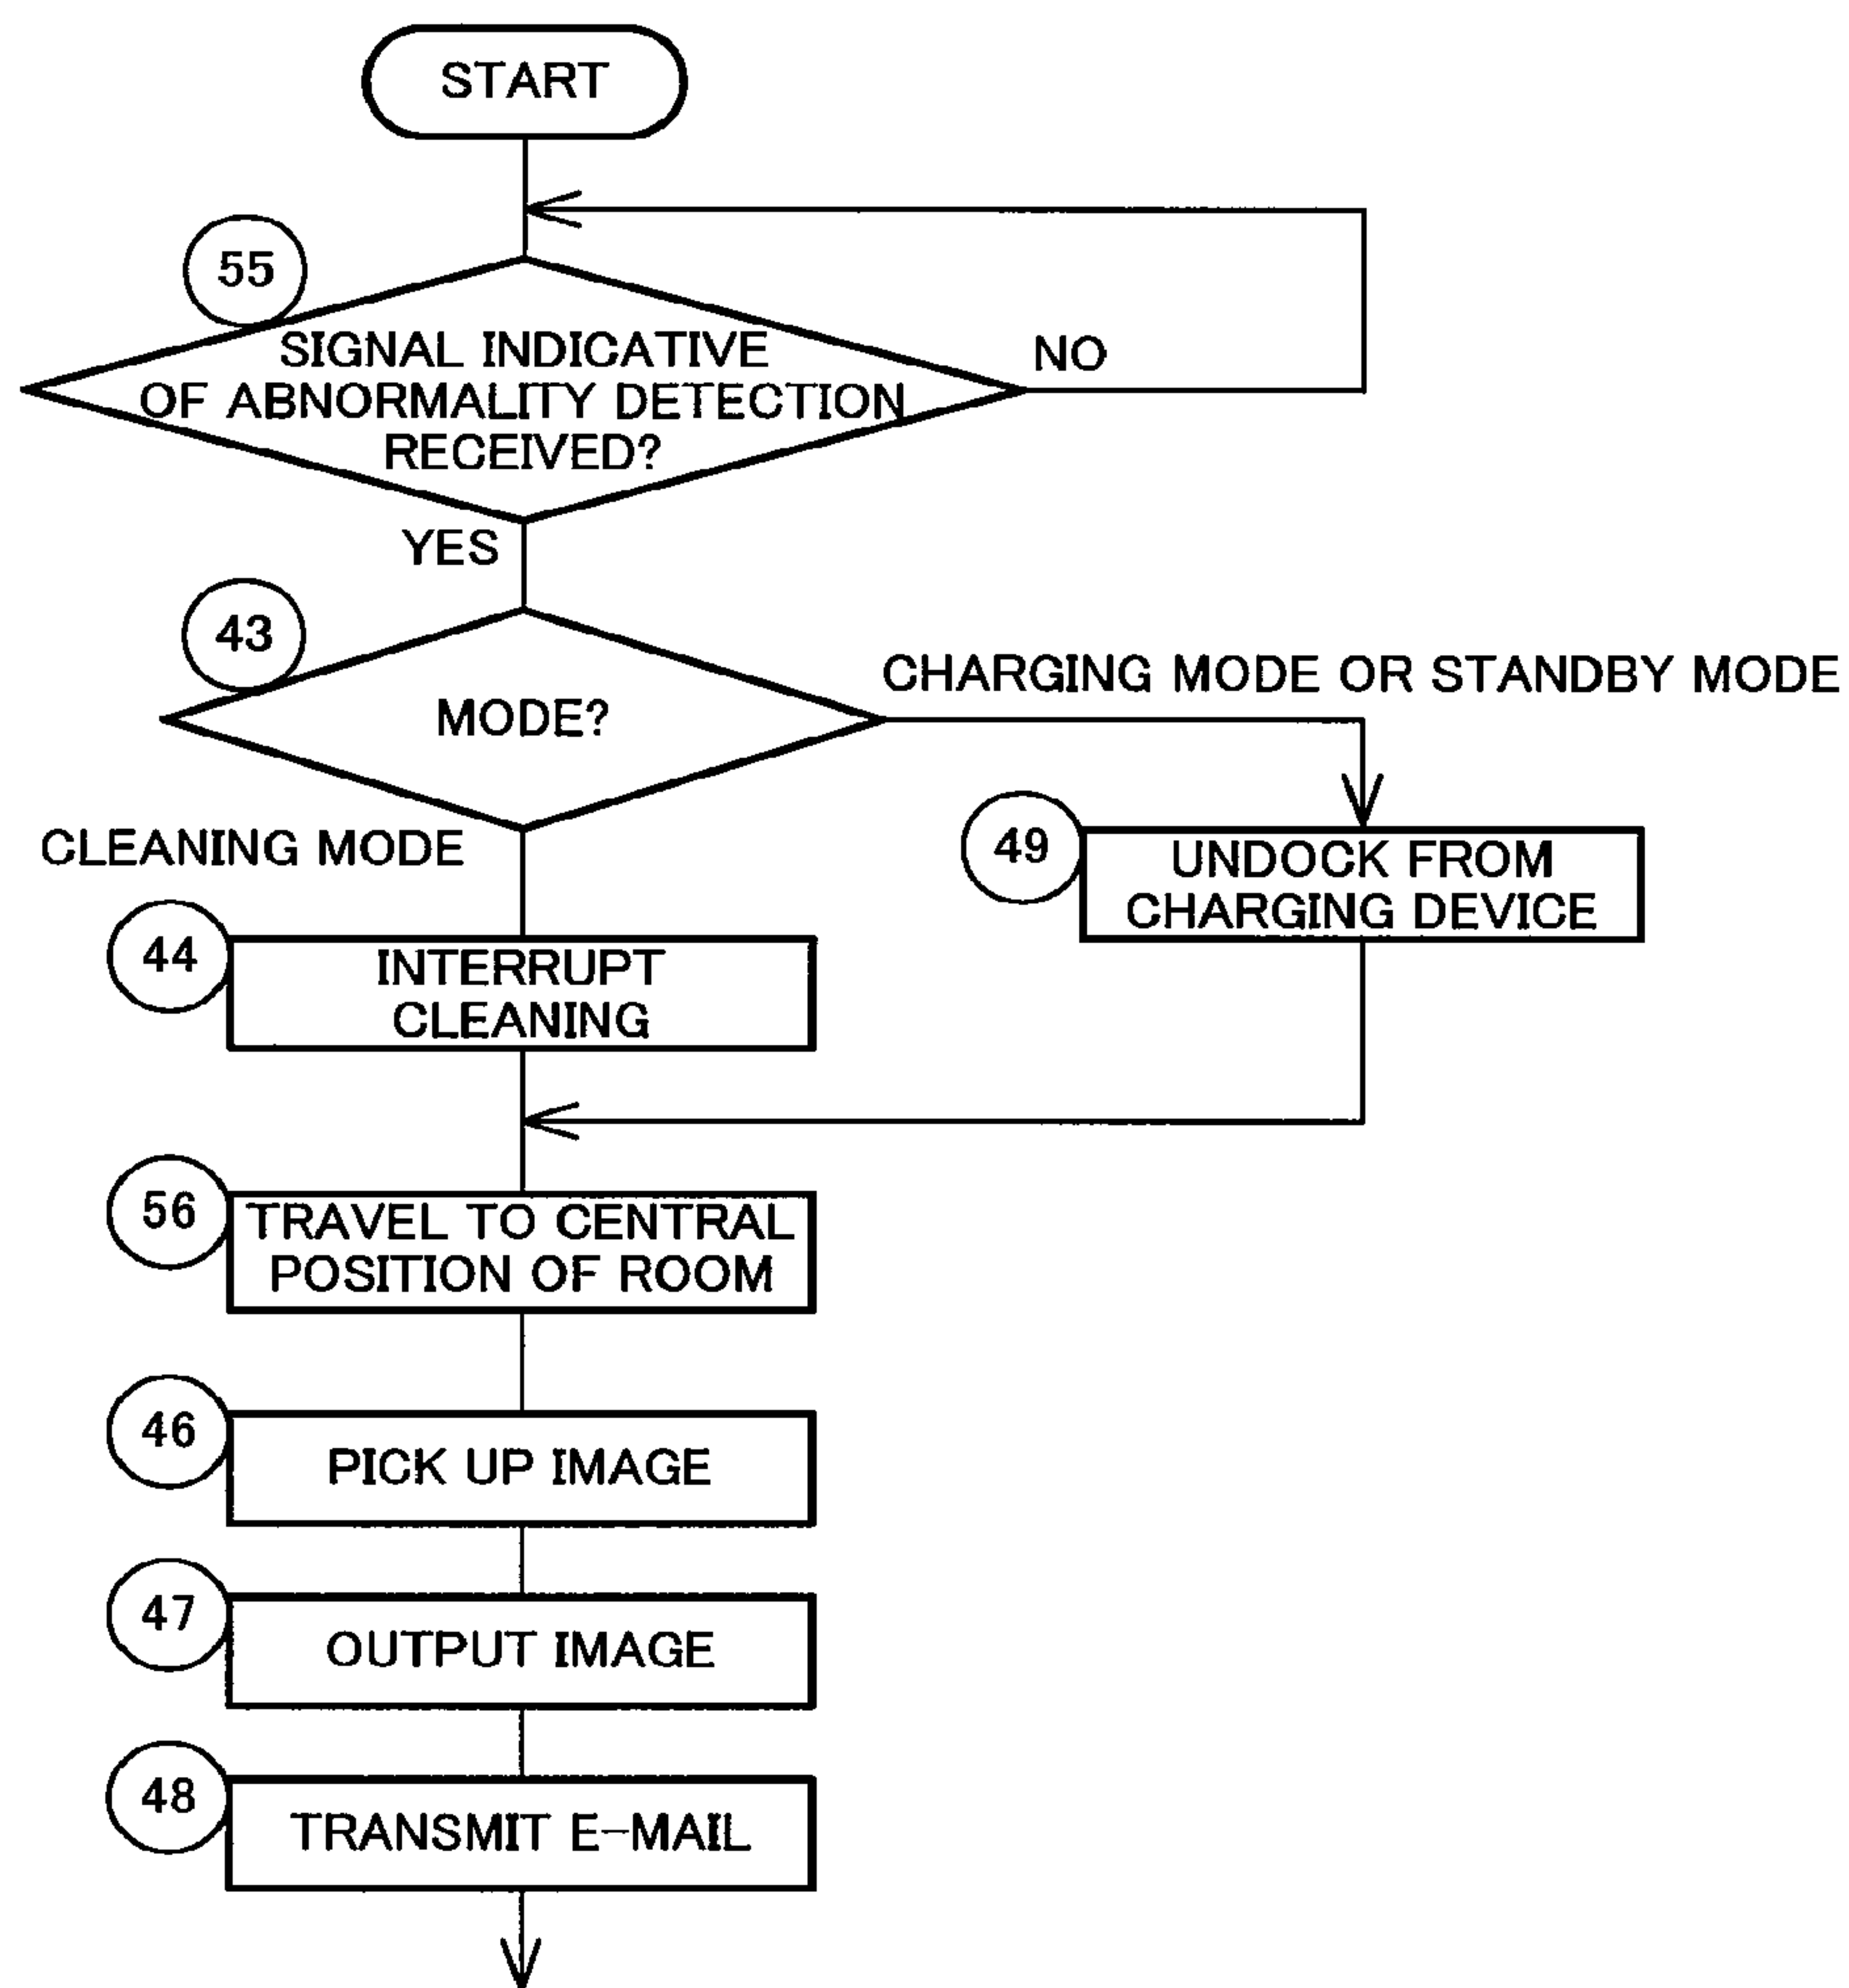 START
55
SIGNAL INDICATIVE
OF ABNORMALITY DETECTION
RECEIVED?
NO
YES
43
MODE?
CHARGING MODE OR STANDBY MODE
CLEANING MODE
49
UNDOCK FROM
CHARGING DEVICE
44
INTERRUPT
CLEANING
56
TRAVEL TO CENTRAL
POSITION OF ROOM
46
PICK UP IMAGE
47
OUTPUT IMAGE
48
TRANSMIT E-MAIL